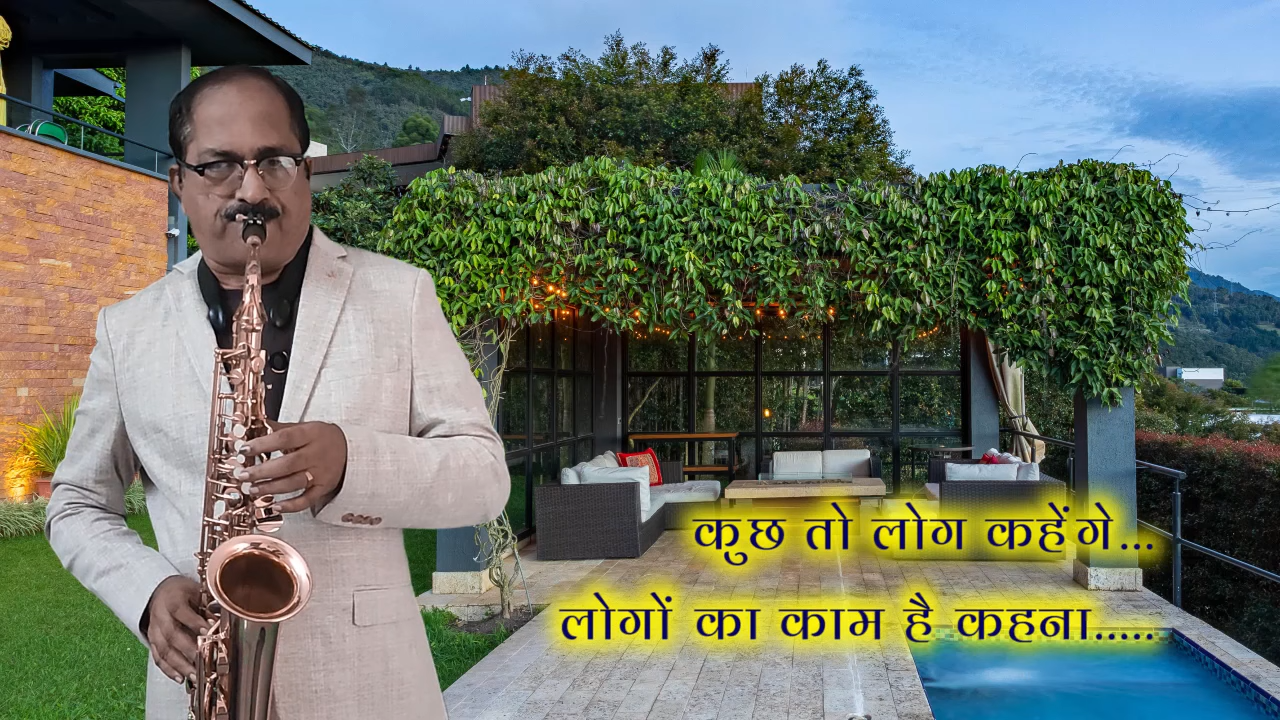 कुछ तो लोग कहेंगे...
लोगों का काम है कहना.....